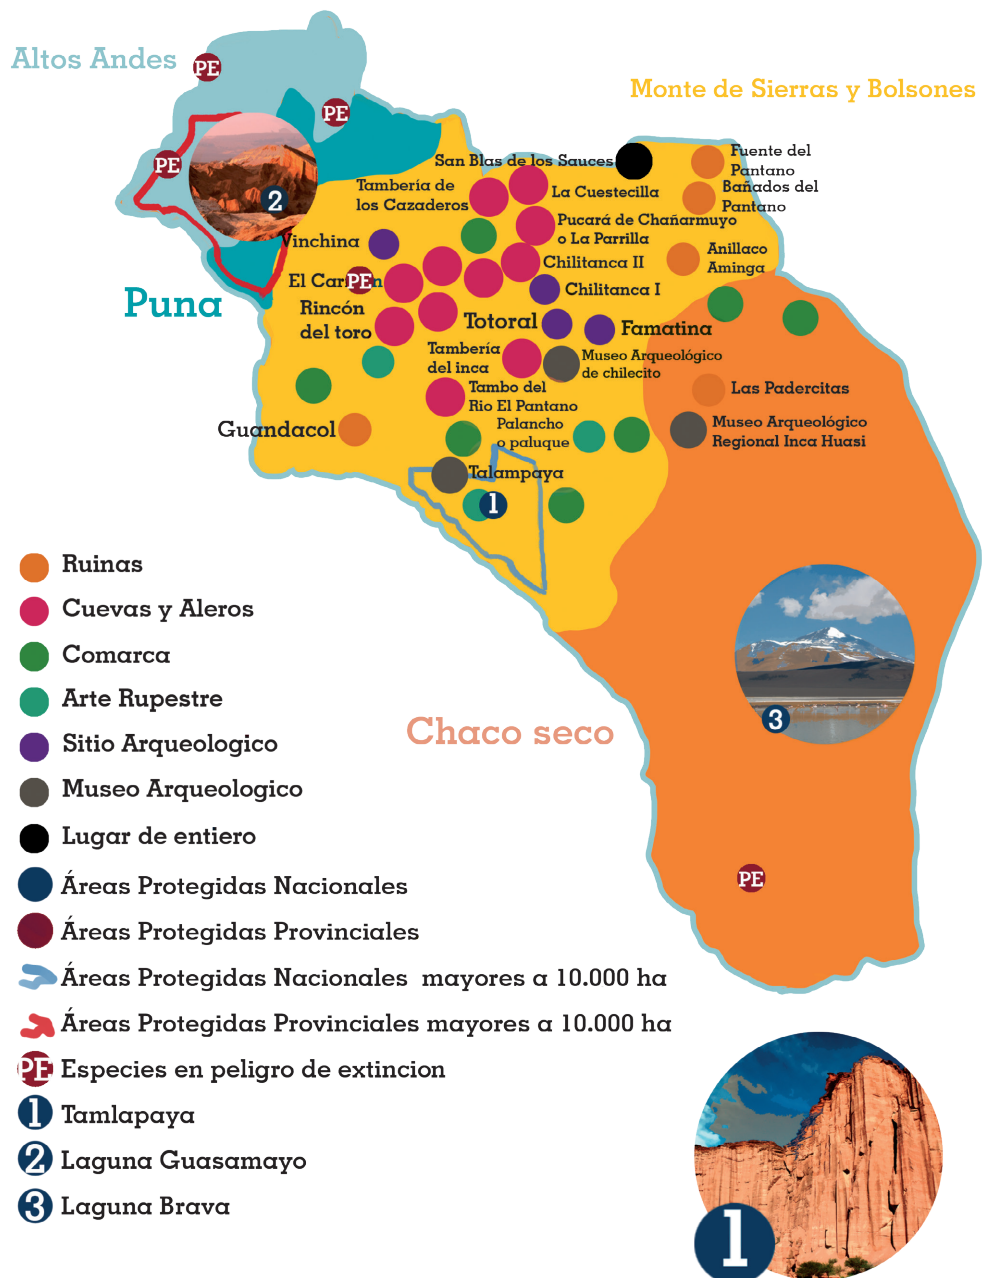 Altos Andes
PE
PE
PE
2
Monte de Sierras y Bolsones
San Blas de los Sauces
Fuente del
Pantano
Bañados del
Pantano
Tambería de
los Cazaderos
La Cuestecilla
Pucará de Chañarmuyo
o La Parrilla
Vinchina
Anillaco
Aminga
Chilitanca II
El Car
PE
n
Chilitanca I
Puna
Rincón
del toro
Totoral
Famatina
Tambería
del inca
Museo Arqueológico
de chilecito
Tambo del
Rio El Pantano
Las Padercitas
Palancho
o paluque
Guandacol
Museo Arqueológico
Regional Inca Huasi
Talampaya
1
Ruinas
Cuevas y Aleros
Comarca
Arte Rupestre
Sitio Arqueologico
Museo Arqueologico
Lugar de entiero
Áreas Protegidas Nacionales
Áreas Protegidas Provinciales
Áreas Protegidas Nacionales mayores a 10.000 ha
Áreas Protegidas Provinciales mayores a 10.000 ha
PE Especies en peligro de extincion
1 Tamlapaya
2 Laguna Guasamayo
3 Laguna Brava
Chaco seco
3
PE
1